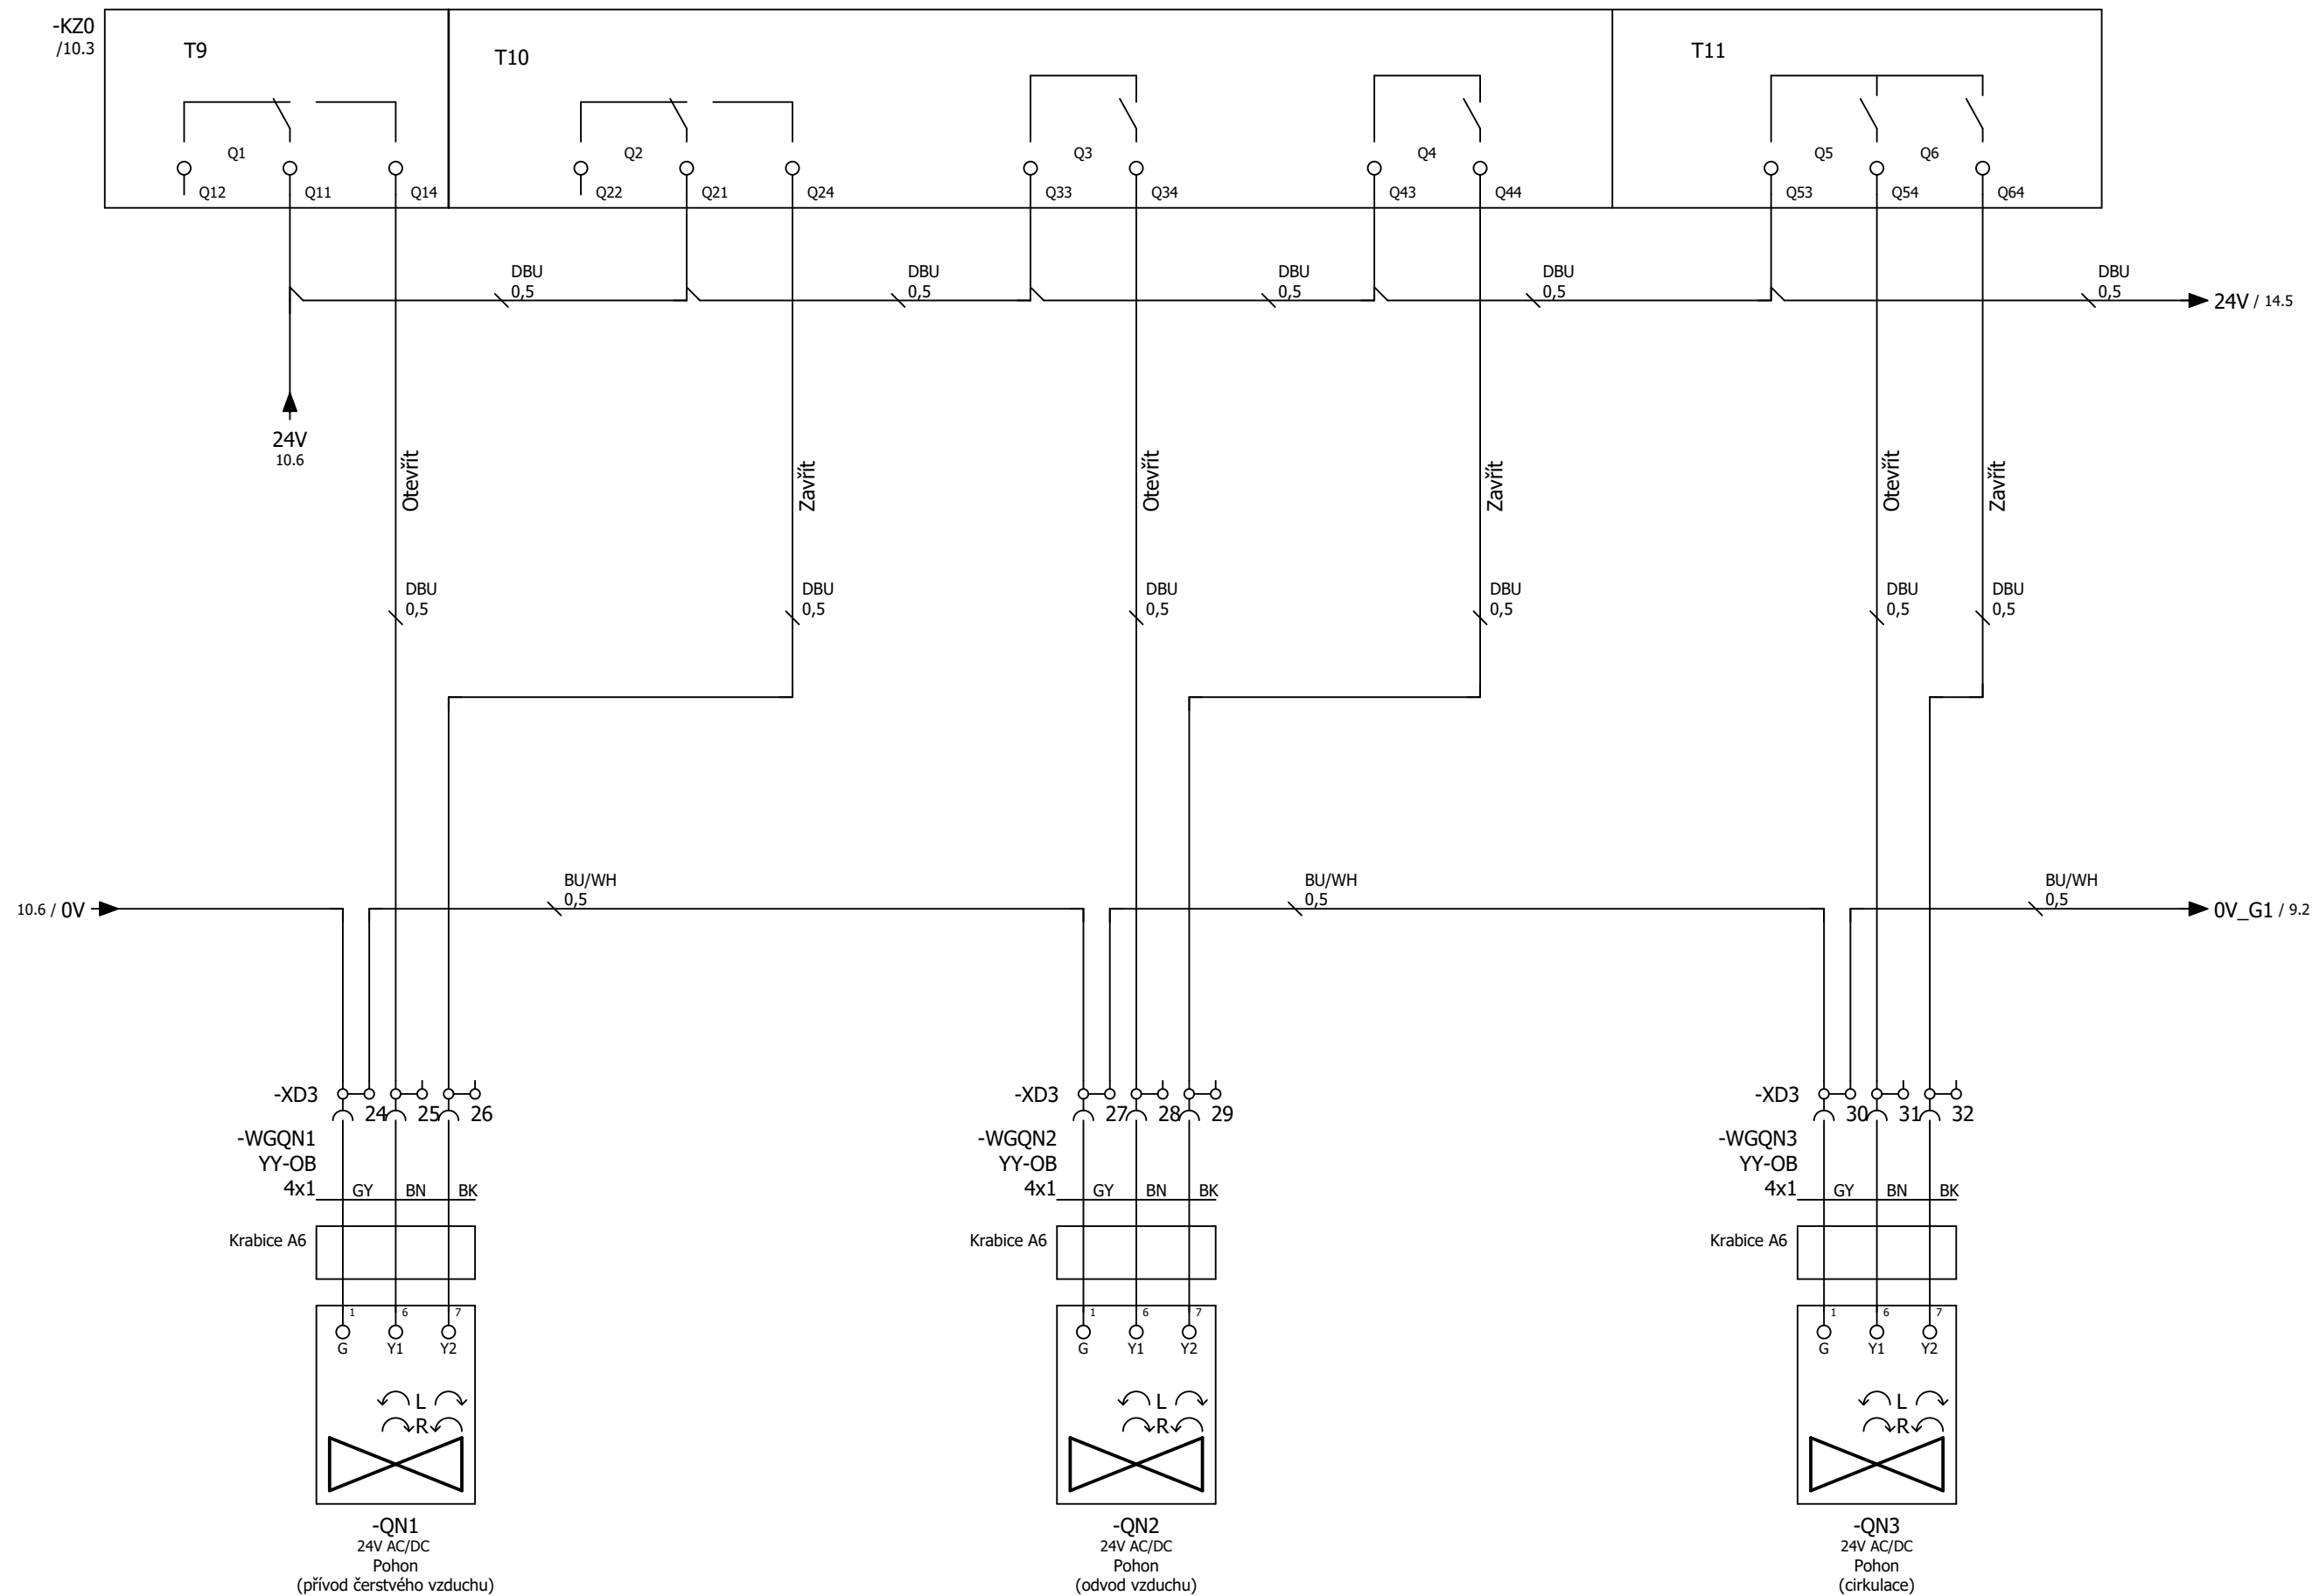 -KZ0
/10.3
T9
T10
T11
Q1
Q2
Q3
Q4
Q5
Q6
Q12
Q11
Q14
Q22
Q21
Q24
Q33
Q34
Q43
Q44
Q53
Q54
Q64
DBU
0,5
DBU
0,5
DBU
0,5
DBU
0,5
DBU
0,5
24V / 14.5
24V
10.6
Otevřít
Zavřít
Otevřít
Zavřít
Otevřít
Zavřít
DBU
0,5
DBU
0,5
DBU
0,5
DBU
0,5
DBU
0,5
DBU
0,5
10.6 / 0V
BU/WH
0,5
BU/WH
0,5
BU/WH
0,5
0V_G1 / 9.2
-XD3
24
25
26
-WGQN1
YY-OB
4x1
GY
BN
BK
Krabice A6
1
6
7
G
Y1
Y2
L
R
-QN1
24V AC/DC
Pohon
(přívod čerstvého vzduchu)
-XD3
27
28
29
-WGQN2
YY-OB
4x1
GY
BN
BK
Krabice A6
1
6
7
G
Y1
Y2
L
R
-QN2
24V AC/DC
Pohon
(odvod vzduchu)
-XD3
30
31
32
-WGQN3
YY-OB
4x1
GY
BN
BK
Krabice A6
1
6
7
G
Y1
Y2
L
R
-QN3
24V AC/DC
Pohon
(cirkulace)